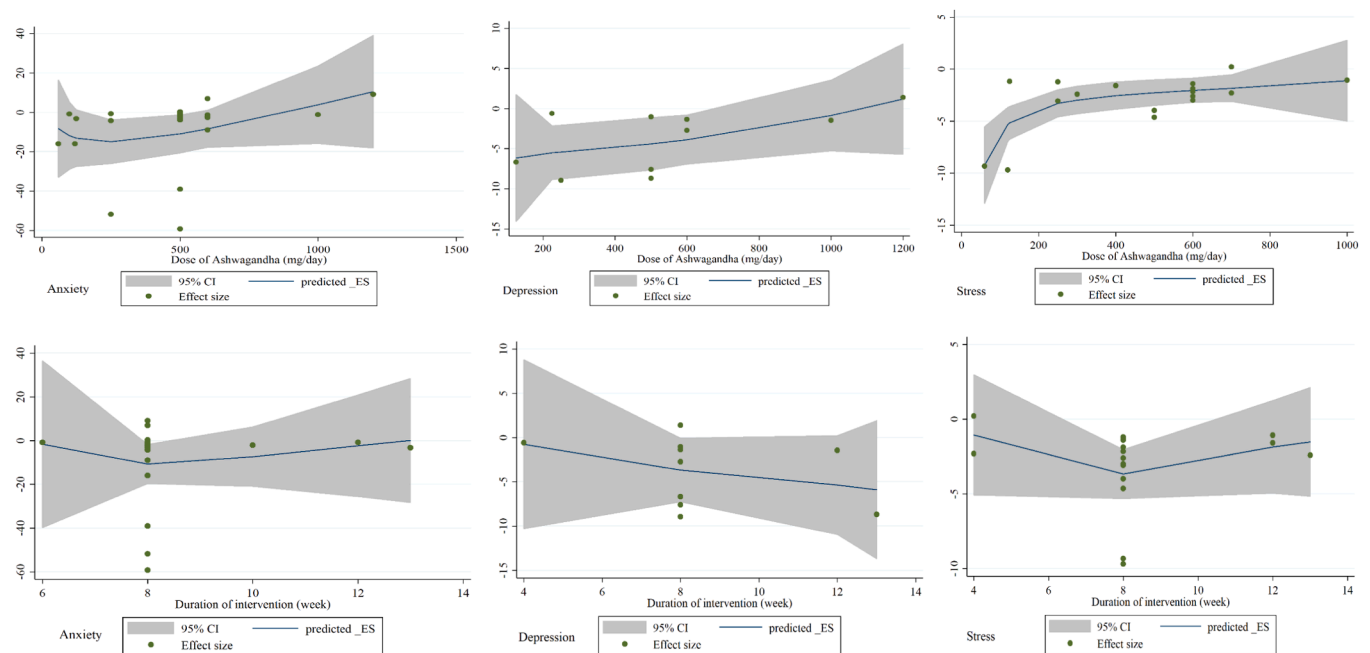 40
20
0
-20
-40
-60
0
500
1000
1500
Dose of Ashwagandha (mg/day)
95% CI
predicted _ES
Effect size
Anxiety
10
5
0
-5
-10
-15
200
400
600
800
1000
1200
Dose of Ashwagandha (mg/day)
95% CI
predicted _ES
Effect size
Depression
5
0
-5
-10
-15
0
200
400
600
800
1000
Dose of Ashwagandha (mg/day)
95% CI
predicted _ES
Effect size
Stress
40
20
0
-20
-40
-60
6
8
10
12
14
Duration of intervention (week)
95% CI
predicted _ES
Effect size
Anxiety
10
5
0
-5
-10
-15
4
6
8
10
12
14
Duration of intervention (week)
95% CI
predicted _ES
Effect size
Depression
5
0
-5
-10
4
6
8
10
12
14
Duration of intervention (week)
95% CI
predicted _ES
Effect size
Stress